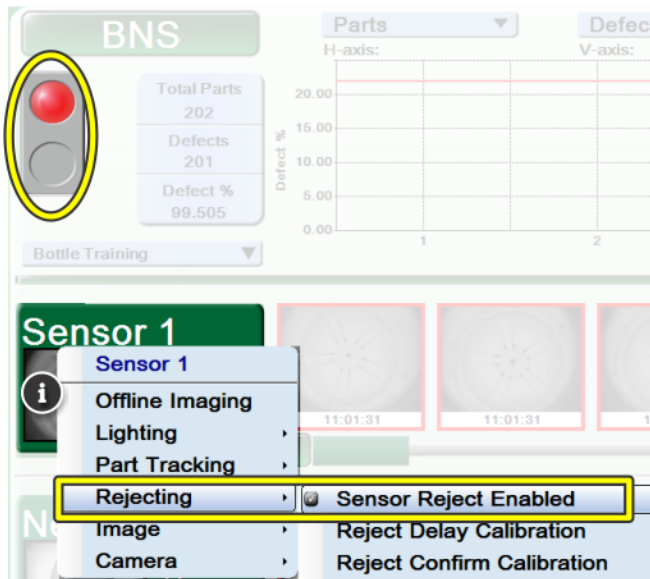 BNS
Parts
Defec
H-axis:
V-axis:
Total Parts
202
Defects
201
Defect %
99.505
Defect %
20.00
15.00
10.00
5.00
0.00
1
2
Bottle Training
Sensor 1
i
11:01:31
11:01:31
1
Sensor 1
Offline Imaging
Lighting
Part Tracking
Rejecting
Image
Camera
Sensor Reject Enabled
Reject Delay Calibration
Reject Confirm Calibration